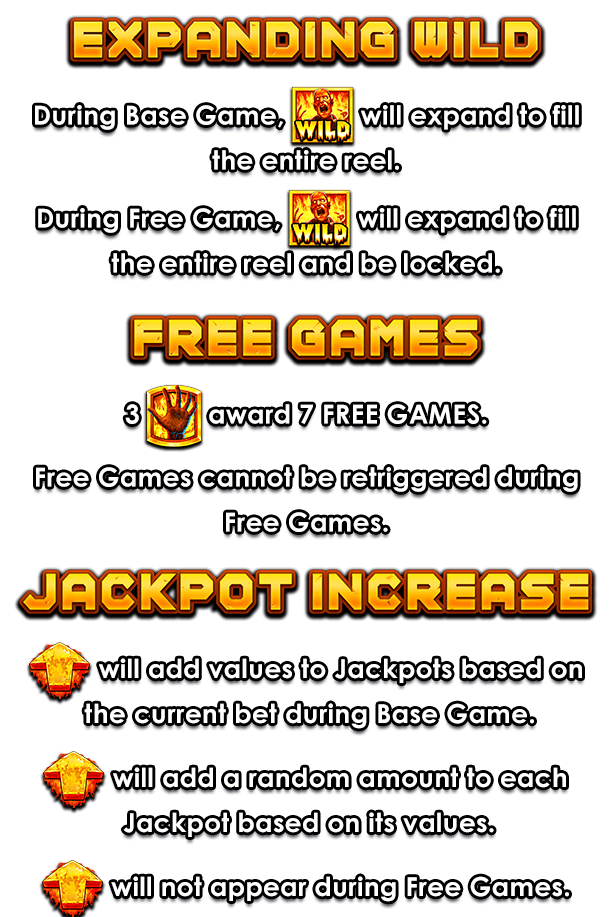 EXPANDING WILD
During Base Game, WILD will expand to fill
the entire reel.
During Free Game, WILD will expand to fill
the entire reel and be locked.
FREE GAMES
3 award 7 FREE GAMES.
Free Games cannot be retriggered during
Free Games.
JACKPOT INCREASE
will add values to Jackpots based on
the current bet during Base Game.
will add a random amount to each
Jackpot based on its values.
will not appear during Free Games.